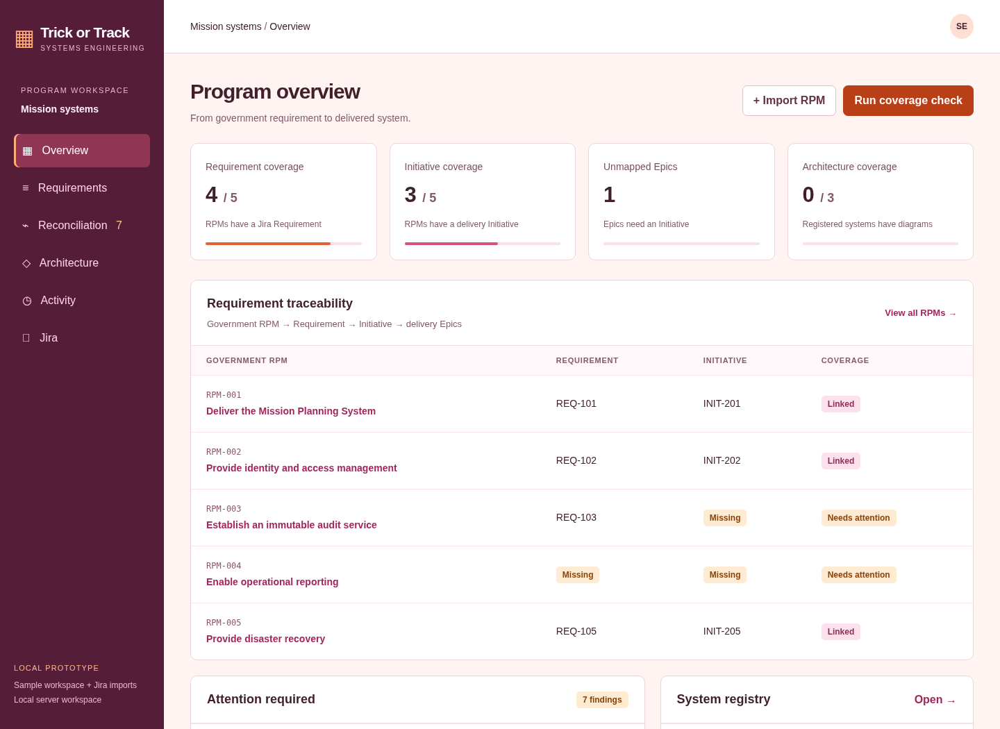 Trick or Track
SYSTEMS ENGINEERING
PROGRAM WORKSPACE
Mission systems
Overview
Requirements
Reconciliation 7
Architecture
Activity
Jira
LOCAL PROTOTYPE
Sample workspace + Jira imports
Local server workspace
Mission systems / Overview
SE
Program overview
From government requirement to delivered system.
+ Import RPM
Run coverage check
Requirement coverage
4 / 5
RPMs have a Jira Requirement
Initiative coverage
3 / 5
RPMs have a delivery Initiative
Unmapped Epics
1
Epics need an Initiative
Architecture coverage
0 / 3
Registered systems have diagrams
Requirement traceability
Government RPM → Requirement → Initiative → delivery Epics
View all RPMs →
GOVERNMENT RPM REQUIREMENT INITIATIVE COVERAGE
RPM-001
Deliver the Mission Planning System
REQ-101 INIT-201 Linked
RPM-002
Provide identity and access management
REQ-102 INIT-202 Linked
RPM-003
Establish an immutable audit service
REQ-103 Missing Needs attention
RPM-004
Enable operational reporting
Missing Missing Needs attention
RPM-005
Provide disaster recovery
REQ-105 INIT-205 Linked
Attention required
7 findings
System registry
Open →